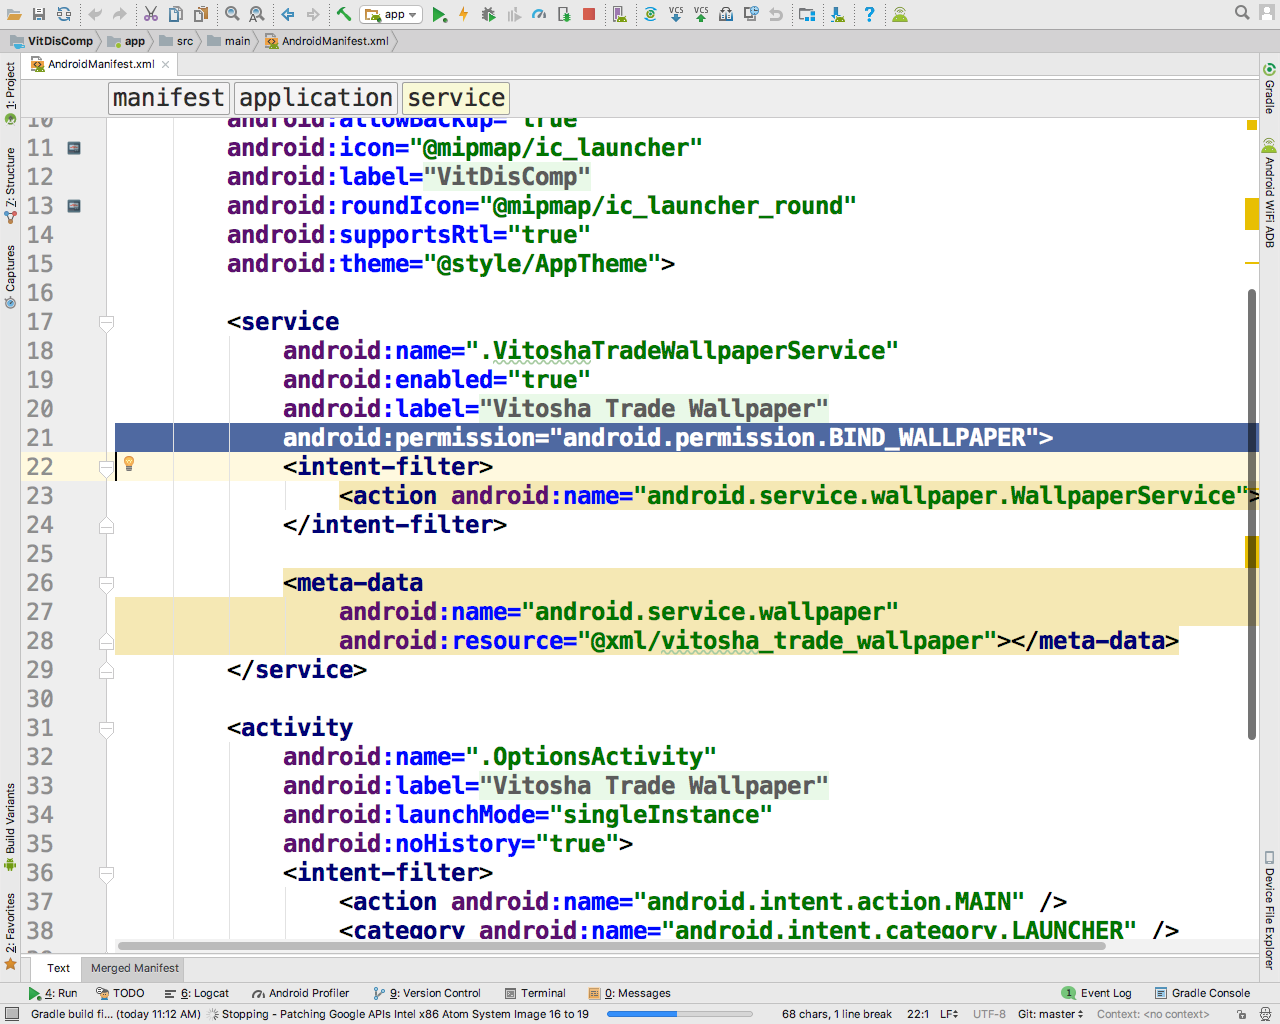 app
VCS VCS
VitDisComp app src main AndroidManifest.xml
AndroidManifest.xml
manifest application service
10 android:allowBackup="true"
11 android:icon="@mipmap/ic_launcher"
12 android:label="VitDisComp"
13 android:roundIcon="@mipmap/ic_launcher_round"
14 android:supportsRtl="true"
15 android:theme="@style/AppTheme">
16
17 <service
18 android:name=".VitoshaTradeWallpaperService"
19 android:enabled="true"
20 android:label="Vitosha Trade Wallpaper"
21 android:permission="android.permission.BIND_WALLPAPER">
22 <intent-filter>
23 <action android:name="android.service.wallpaper.WallpaperService">
24 </intent-filter>
25
26 <meta-data
27 android:name="android.service.wallpaper"
28 android:resource="@xml/vitosha_trade_wallpaper"></meta-data>
29 </service>
30
31 <activity
32 android:name=".OptionsActivity"
33 android:label="Vitosha Trade Wallpaper"
34 android:launchMode="singleInstance"
35 android:noHistory="true">
36 <intent-filter>
37 <action android:name="android.intent.action.MAIN" />
38 <category android:name="android.intent.category.LAUNCHER" />
1: Project
7: Structure
Captures
Build Variants
2: Favorites
Gradle
Android WiFi ADB
Device File Explorer
Text Merged Manifest
4: Run TODO 6: Logcat Android Profiler 9: Version Control Terminal 0: Messages 1 Event Log Gradle Console
Gradle build fi... (today 11:12 AM) Stopping - Patching Google APIs Intel x86 Atom System Image 16 to 19 68 chars, 1 line break 22:1 LF UTF-8 Git: master Context: <no context>